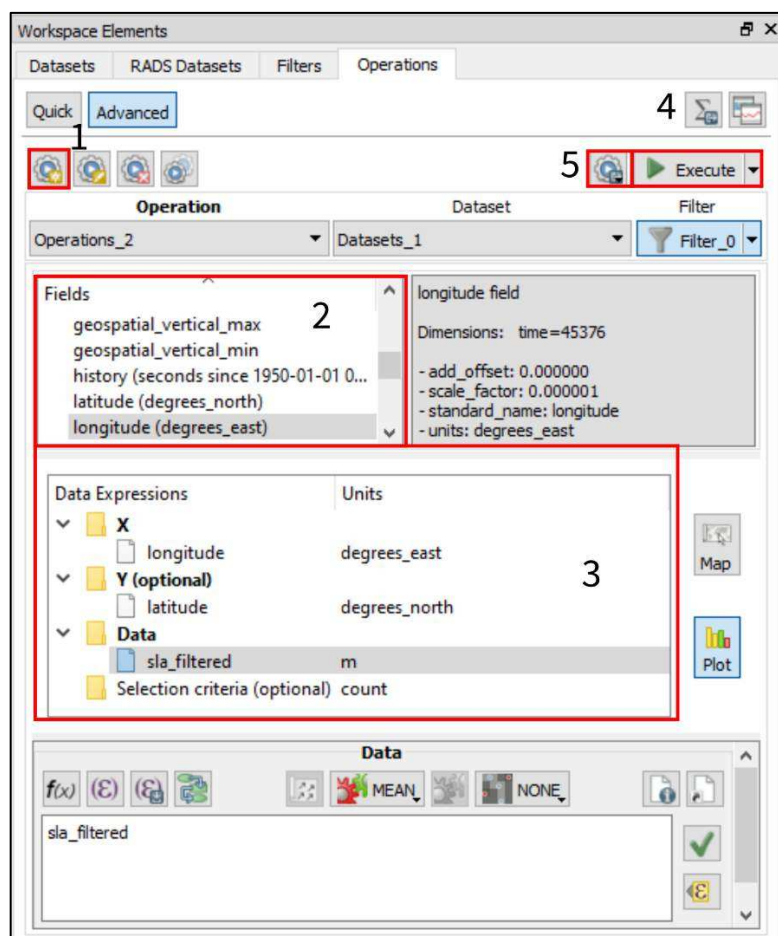 Workspace Elements
Datasets RADS Datasets Filters Operations
Quick Advanced 4
1
5 Execute
Operation Dataset Filter
Operations_2 Datasets_1 Filter_0
Fields
geospatial_vertical_max
geospatial_vertical_min
history (seconds since 1950-01-01 0...
latitude (degrees_north)
longitude (degrees_east)
2
longitude field
Dimensions: time=45376
- add_offset: 0.000000
- scale_factor: 0.000001
- standard_name: longitude
- units: degrees_east
Data Expressions Units
X
longitude degrees_east
Y (optional)
latitude degrees_north
Data
sla_filtered m
Selection criteria (optional) count
3
Map
Plot
Data
f(x) (ε) (ε) MEAN NONE
sla_filtered
ε